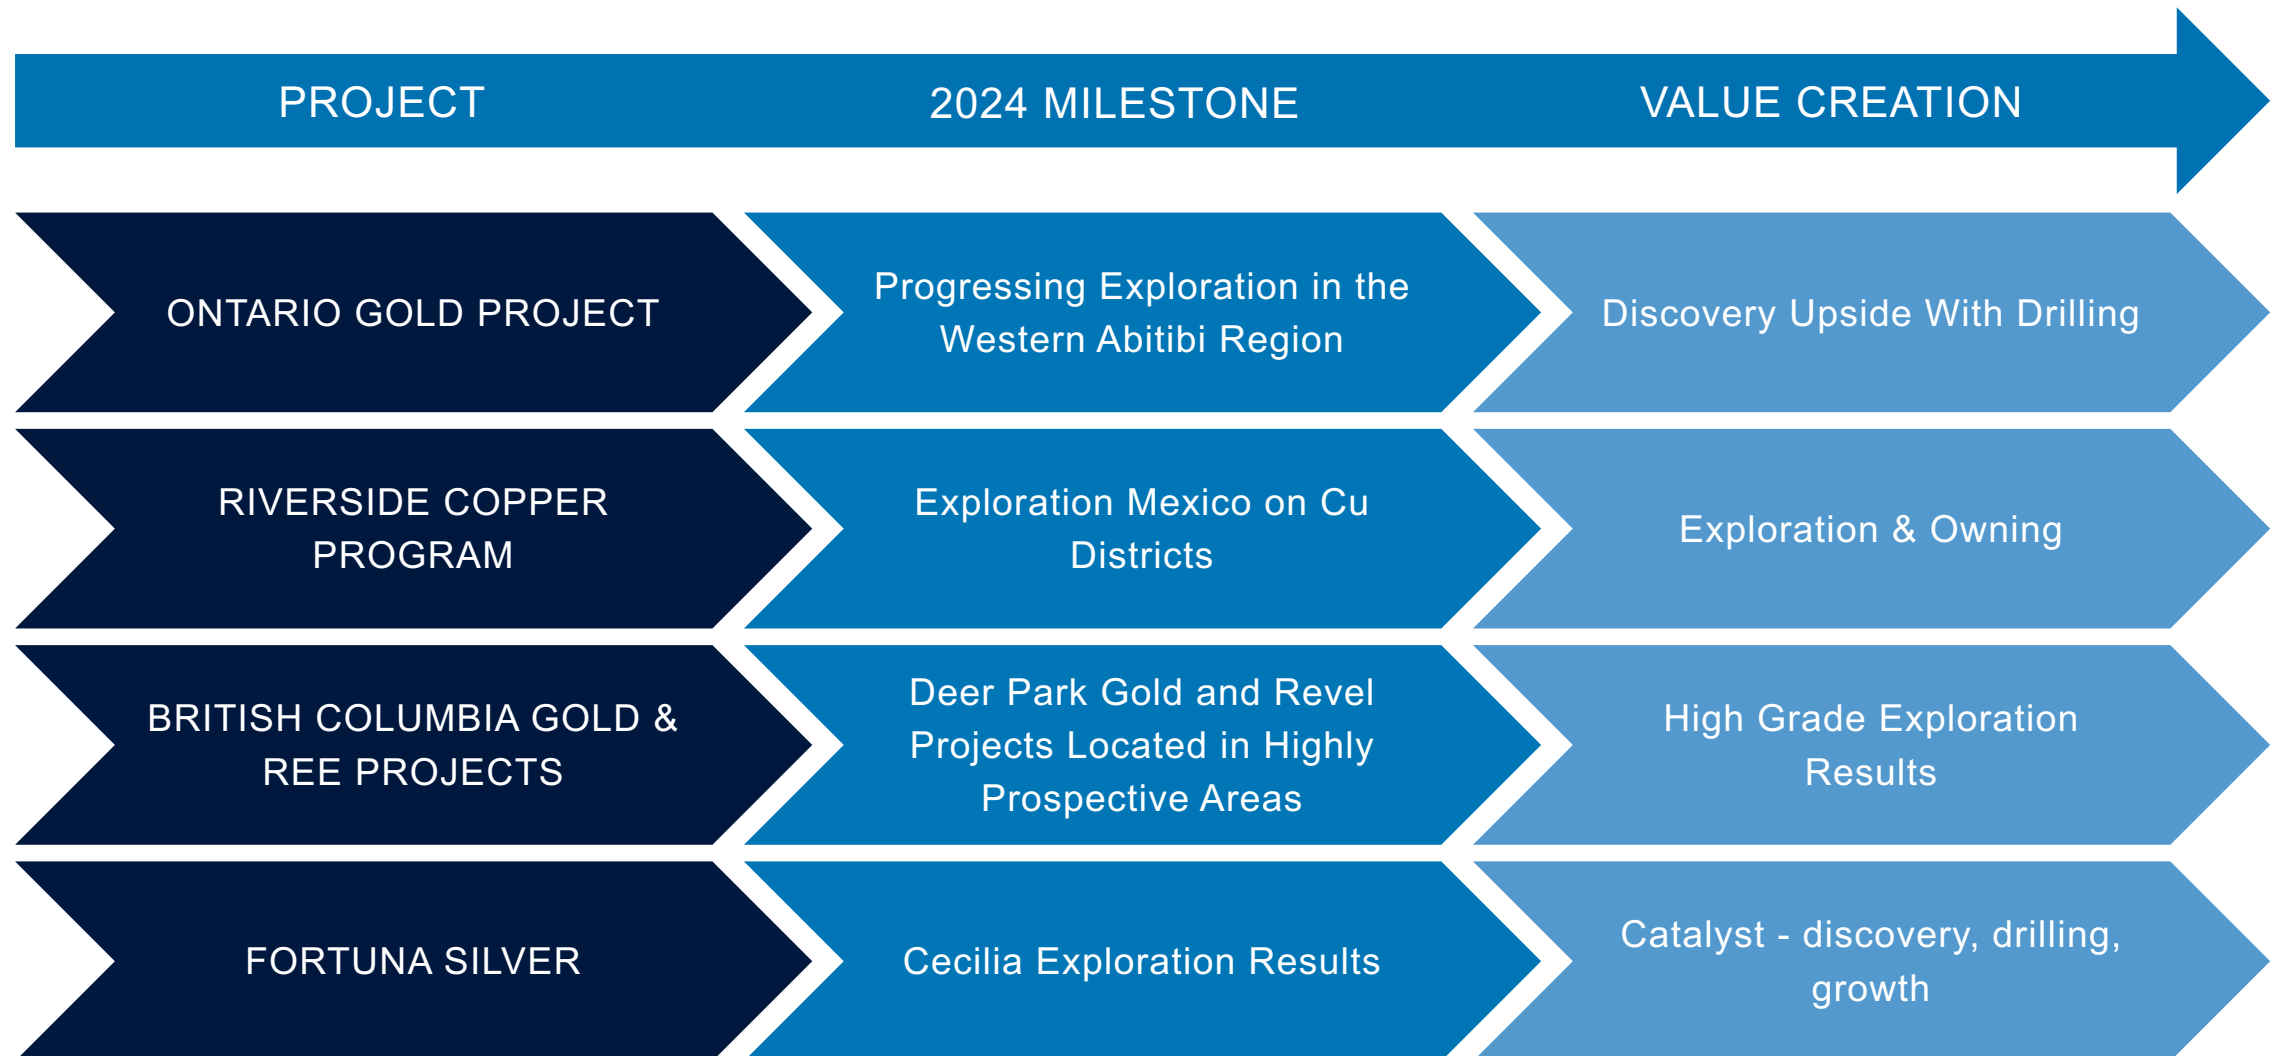 PROJECT
2024 MILESTONE
VALUE CREATION
ONTARIO GOLD PROJECT
Progressing Exploration in the
Western Abitibi Region
Discovery Upside With Drilling
RIVERSIDE COPPER
PROGRAM
Exploration Mexico on Cu
Districts
Exploration & Owning
BRITISH COLUMBIA GOLD &
REE PROJECTS
Deer Park Gold and Revel
Projects Located in Highly
Prospective Areas
High Grade Exploration
Results
FORTUNA SILVER
Cecilia Exploration Results
Catalyst - discovery, drilling,
growth